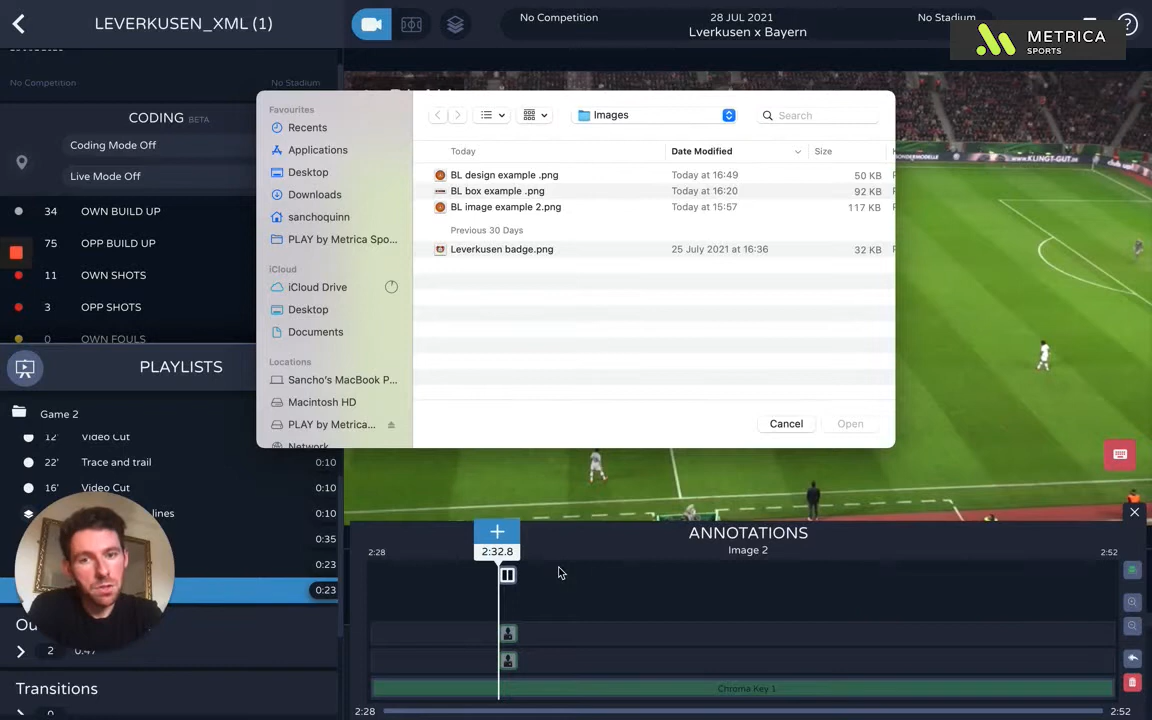 LEVERKUSEN_XML (1)
No Competition
28 JUL 2021
Lverkusen x Bayern
No Stadium
?
METRICA
SPORTS
No Competition
No Stadium
CODING BETA
Coding Mode Off
Live Mode Off
34 OWN BUILD UP
75 OPP BUILD UP
11 OWN SHOTS
3 OPP SHOTS
0 OWN FOULS
PLAYLISTS
Game 2
12' Video Cut
22' Trace and trail 0:10
16' Video Cut 0:10
lines 0:10
0:35
0:23
0:23
Ou
2 0:47
Transitions
0
Favourites
Recents
Applications
Desktop
Downloads
sanchoquinn
PLAY by Metrica Spo...
iCloud
iCloud Drive
Desktop
Documents
Locations
Sancho's MacBook P...
Macintosh HD
PLAY by Metrica...
Network
Images
Search
Today
Date Modified
Size
BL design example .png Today at 16:49 50 KB
BL box example .png Today at 16:20 92 KB
BL image example 2.png Today at 15:57 117 KB
Previous 30 Days
Leverkusen badge.png 25 July 2021 at 16:36 32 KB
Cancel
Open
ANNOTATIONS
Image 2
2:28
2:32.8
2:52
Chroma Key 1
2:28
2:52